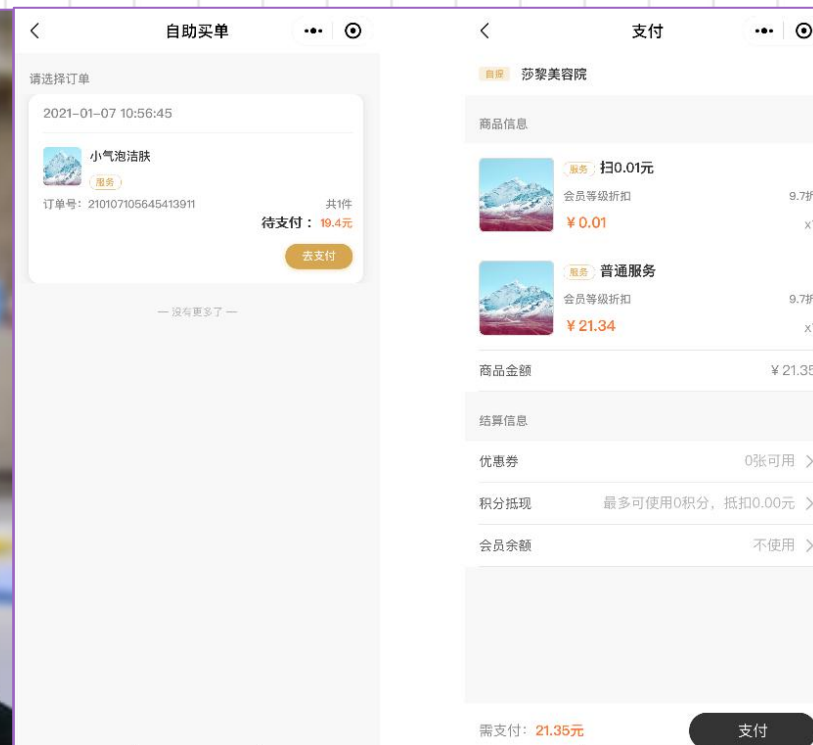 自助买单
请选择订单
2021-01-07 10:56:45
小气泡洁肤
服务
订单号: 210107105645413911
共1件
待支付: 19.4元
去支付
— 没有更多了 —
支付
莎黎美容院
商品信息
服务 扫0.01元
会员等级折扣 9.7折
¥0.01
服务 普通服务
会员等级折扣 9.7折
¥21.34
商品金额 ¥21.35
结算信息
优惠券 0张可用
积分抵现 最多可使用0积分, 抵扣0.00元
会员余额 不使用
需支付: 21.35元
支付